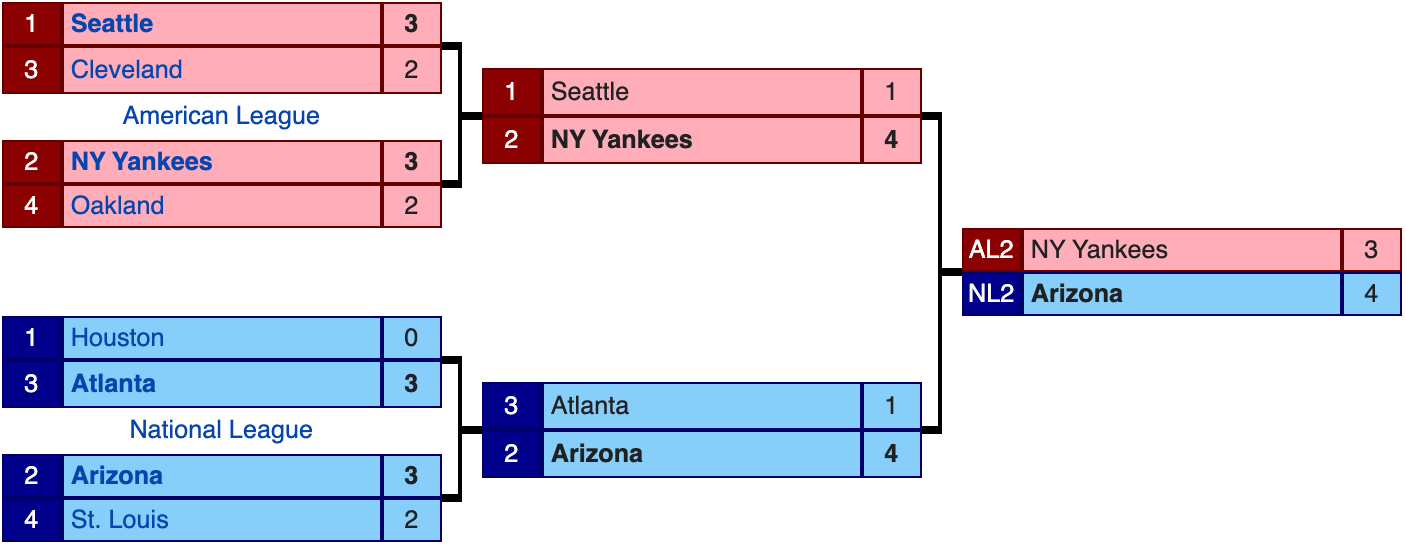 1 Seattle 3
3 Cleveland 2
American League
2 NY Yankees 3
4 Oakland 2
1 Houston 0
3 Atlanta 3
National League
2 Arizona 3
4 St. Louis 2
1 Seattle 1
2 NY Yankees 4
3 Atlanta 1
2 Arizona 4
AL2 NY Yankees 3
NL2 Arizona 4